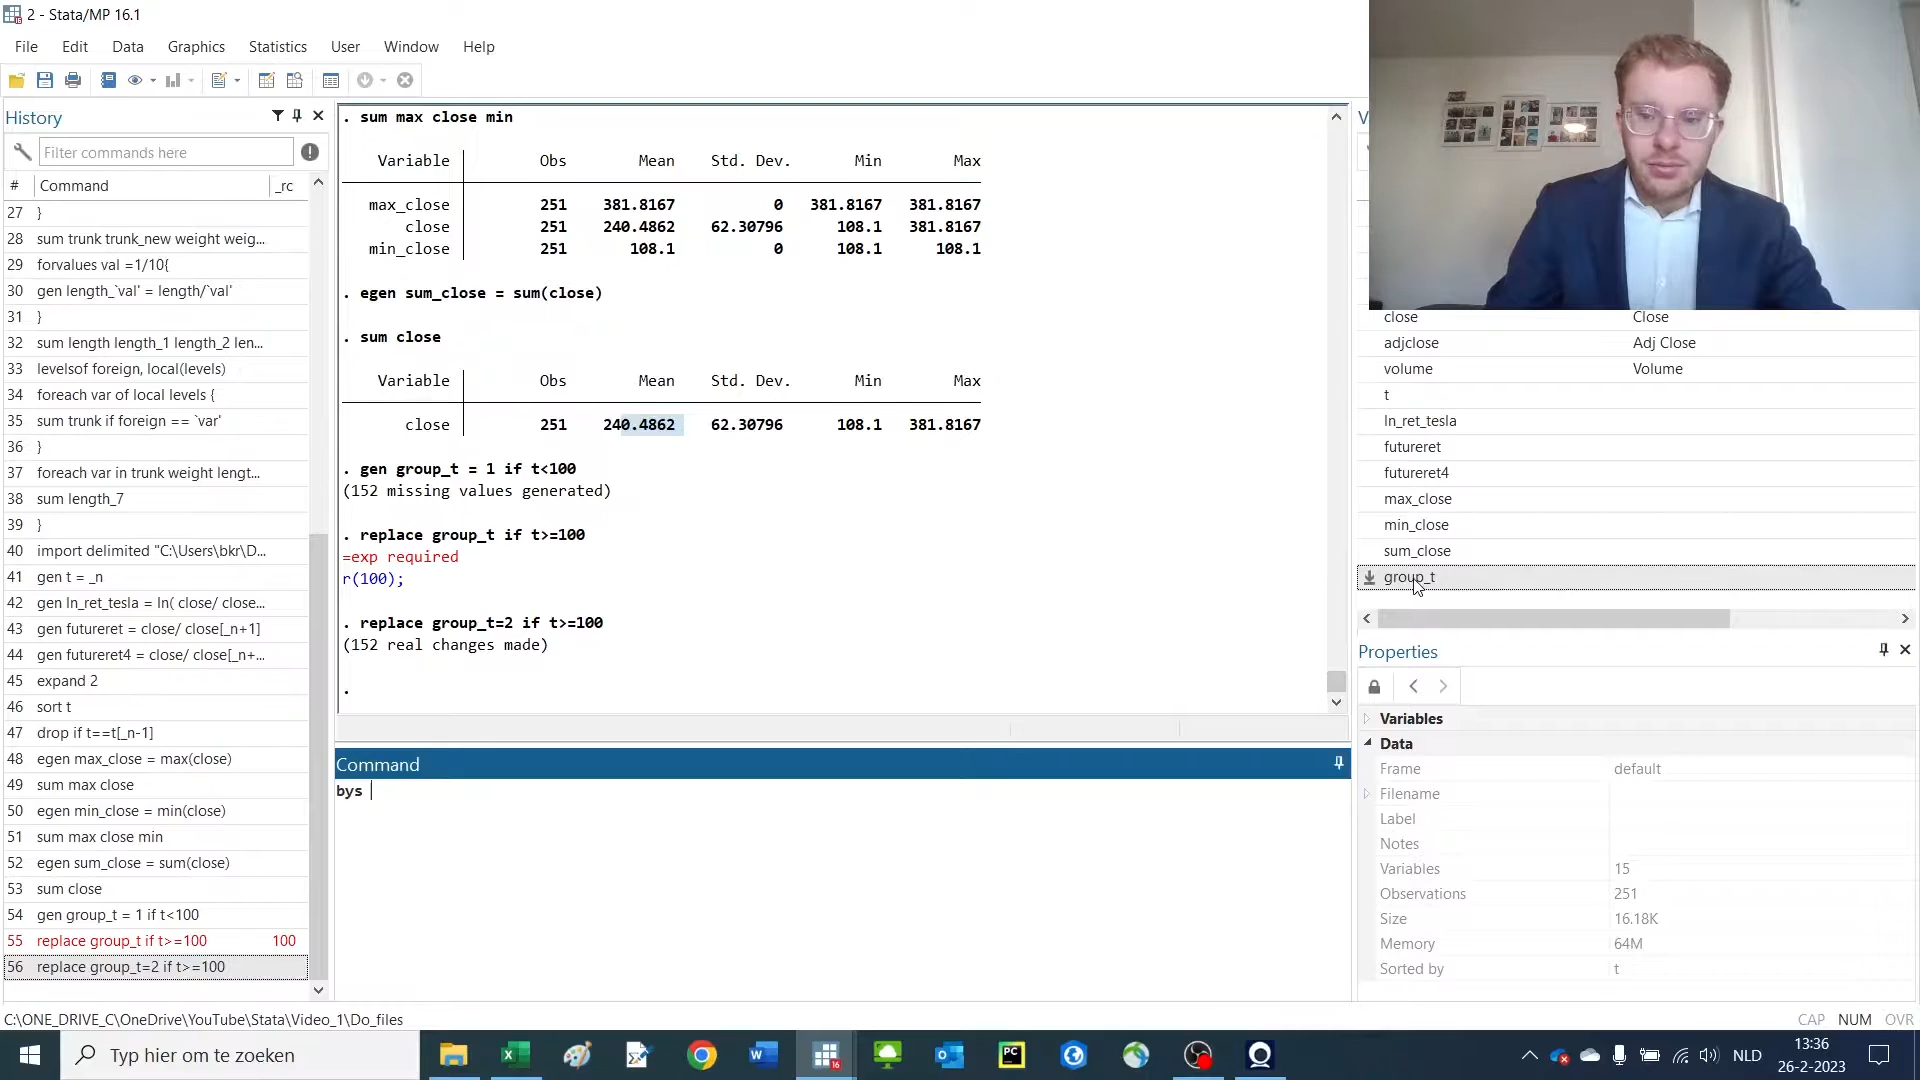 2 - Stata/MP 16.1
File Edit Data Graphics Statistics User Window Help
History
Filter commands here
# Command _rc
27 }
28 sum trunk trunk_new weight weig...
29 forvalues val =1/10{
30 gen length_`val' = length/`val'
31 }
32 sum length length_1 length_2 len...
33 levelsof foreign, local(levels)
34 foreach var of local levels {
35 sum trunk if foreign == `var'
36 }
37 foreach var in trunk weight lengt...
38 sum length_7
39 }
40 import delimited "C:\Users\bkr\D...
41 gen t = _n
42 gen ln_ret_tesla = ln( close/ close...
43 gen futureret = close/ close[_n+1]
44 gen futureret4 = close/ close[_n+...
45 expand 2
46 sort t
47 drop if t==t[_n-1]
48 egen max_close = max(close)
49 sum max close
50 egen min_close = min(close)
51 sum max close min
52 egen sum_close = sum(close)
53 sum close
54 gen group_t = 1 if t<100
55 replace group_t if t>=100 100
56 replace group_t=2 if t>=100
. sum max close min
Variable Obs Mean Std. Dev. Min Max
max_close 251 381.8167 0 381.8167 381.8167
close 251 240.4862 62.30796 108.1 381.8167
min_close 251 108.1 0 108.1 108.1
. egen sum_close = sum(close)
. sum close
Variable Obs Mean Std. Dev. Min Max
close 251 240.4862 62.30796 108.1 381.8167
. gen group_t = 1 if t<100
(152 missing values generated)
. replace group_t if t>=100
=exp required
r(100);
. replace group_t=2 if t>=100
(152 real changes made)
.
Command
bys
close Close
adjclose Adj Close
volume Volume
t
ln_ret_tesla
futureret
futureret4
max_close
min_close
sum_close
group_t
Properties
Variables
Data
Frame default
Filename
Label
Notes
Variables 15
Observations 251
Size 16.18K
Memory 64M
Sorted by t
C:\ONE_DRIVE_C\OneDrive\YouTube\Stata\Video_1\Do_files
CAP NUM OVR
Typ hier om te zoeken
NLD
13:36
26-2-2023